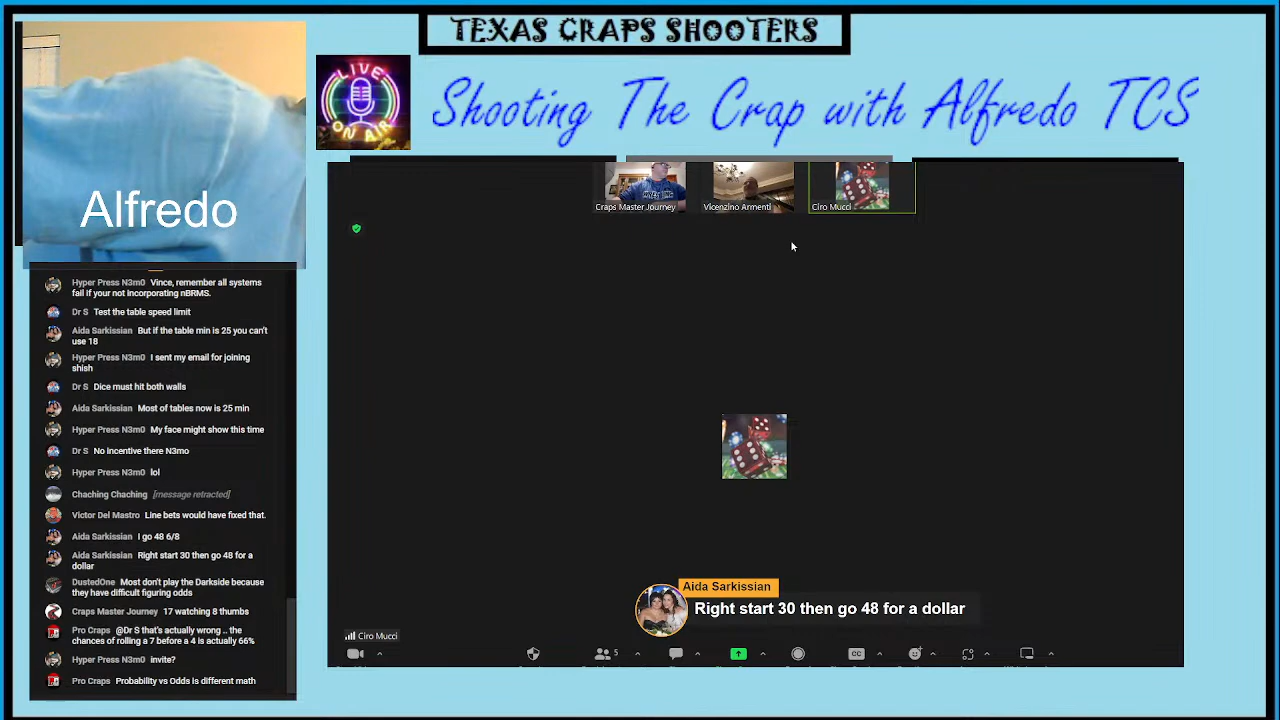 TEXAS CRAPS SHOOTERS
LIVE
ON AIR
Shooting The Crap with Alfredo TCS
Alfredo
Craps Master Journey
Vicenzino Armenti
Ciro Mucci
Hyper Press N3m0 Vince, remember all systems
fail if your not incorporating nBRMS.
Dr S Test the table speed limit
Aida Sarkissian But if the table min is 25 you can't
use 18
Hyper Press N3m0 I sent my email for joining
shish
Dr S Dice must hit both walls
Aida Sarkissian Most of tables now is 25 min
Hyper Press N3m0 My face might show this time
Dr S No incentive there N3mo
Hyper Press N3m0 lol
Chaching Chaching [message retracted]
Victor Del Mastro Line bets would have fixed that.
Aida Sarkissian I go 48 6/8
Aida Sarkissian Right start 30 then go 48 for a
dollar
DustedOne Most don't play the Darkside because
they have difficult figuring odds
Craps Master Journey 17 watching 8 thumbs
Pro Craps @Dr S that's actually wrong .. the
chances of rolling a 7 before a 4 is actually 66%
Hyper Press N3m0 invite?
Pro Craps Probability vs Odds is different math
Aida Sarkissian
Right start 30 then go 48 for a dollar
Ciro Mucci
5
CC